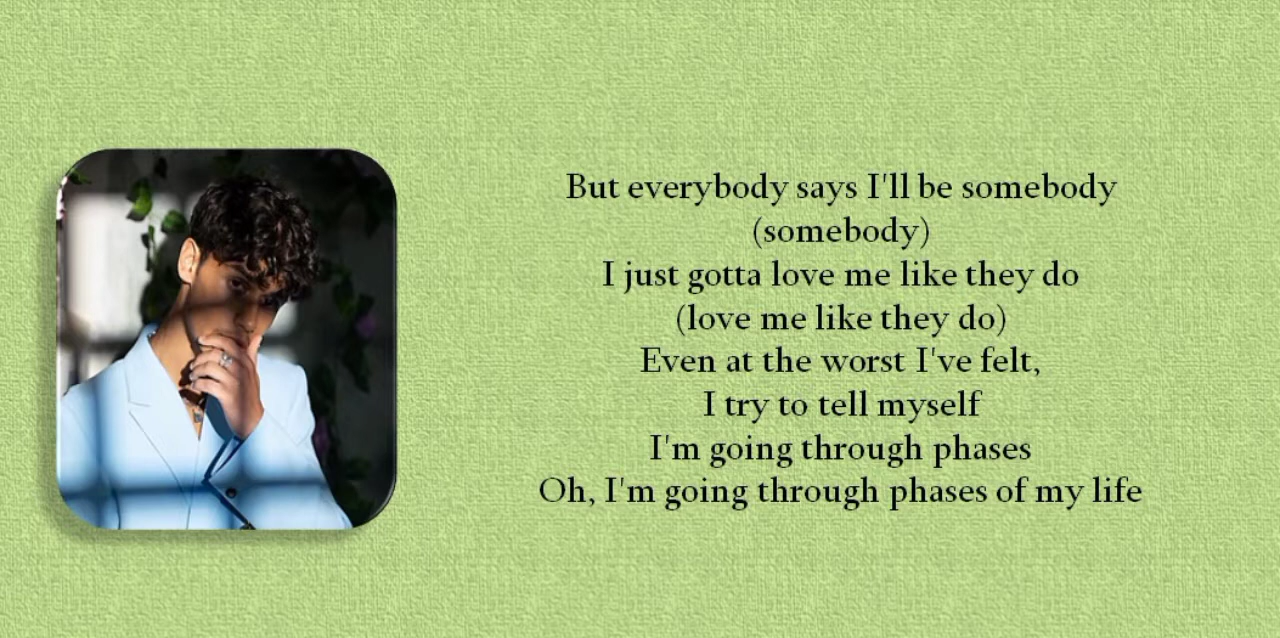 But everybody says I'll be somebody
(somebody)
I just gotta love me like they do
(love me like they do)
Even at the worst I've felt,
I try to tell myself
I'm going through phases
Oh, I'm going through phases of my life